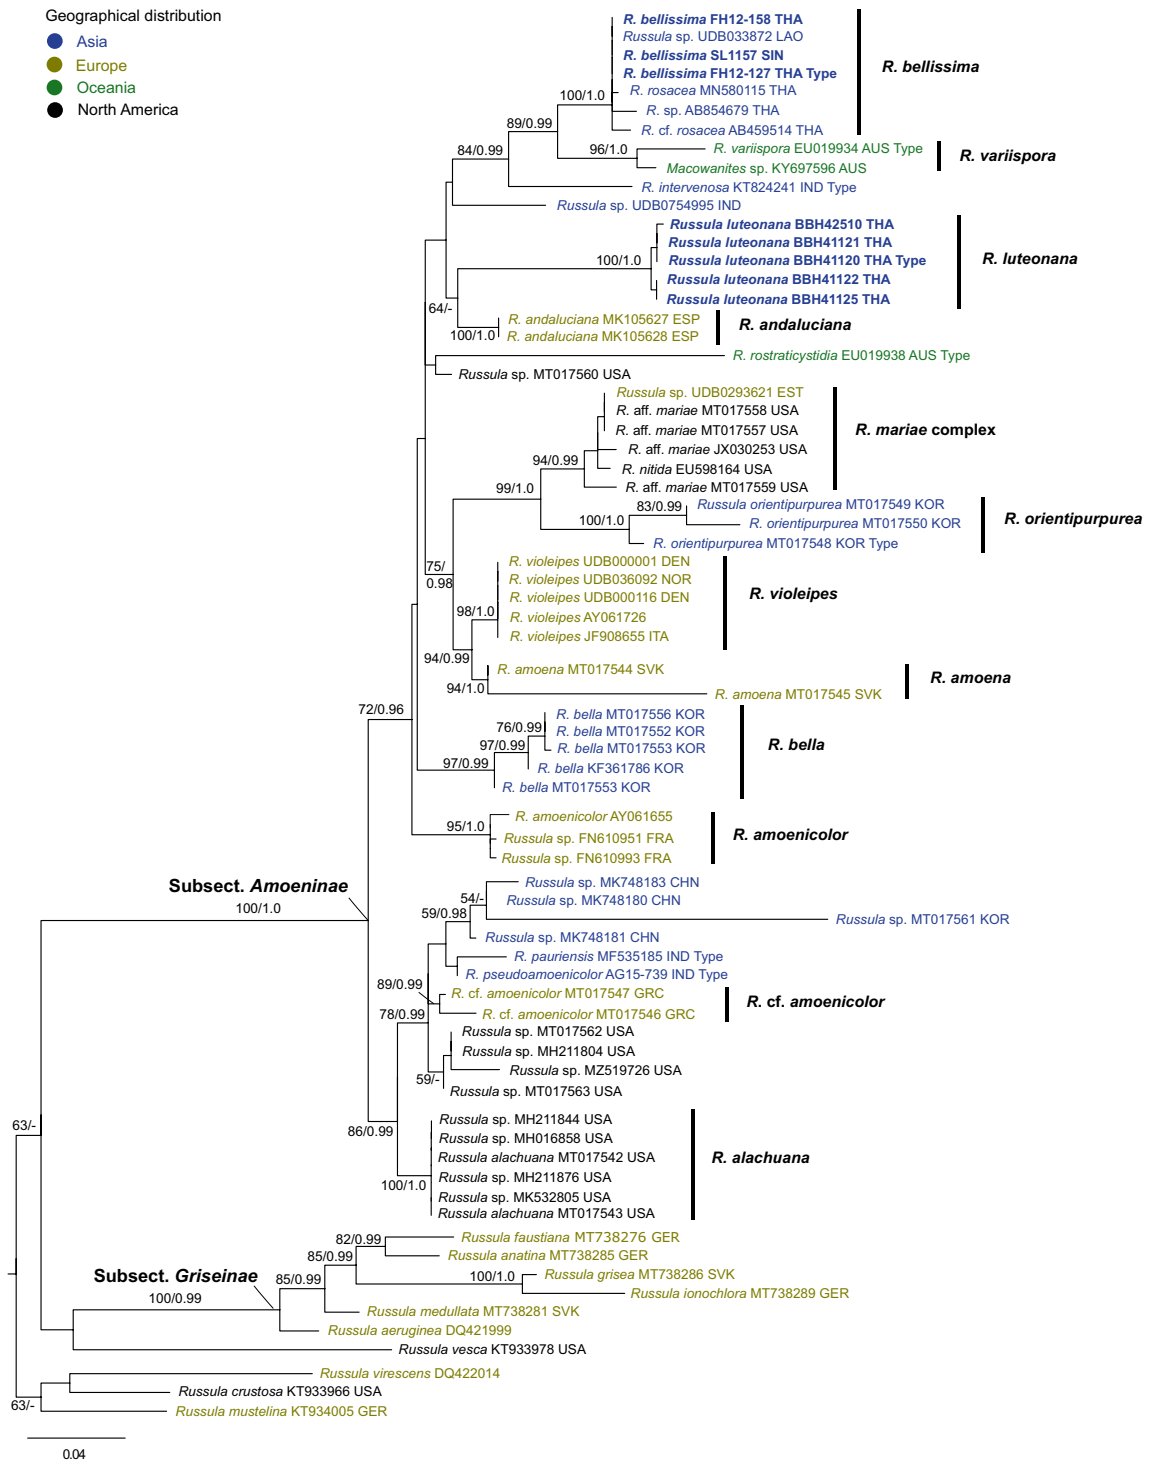 Geographical distribution
Asia
Europe
Oceania
North America
R. bellissima FH12-158 THA
Russula sp. UDB033872 LAO
R. bellissima SL1157 SIN
R. bellissima FH12-127 THA Type
R. rosacea MN580115 THA
R. sp. AB854679 THA
R. cf. rosacea AB459514 THA
R. bellissima
100/1.0
89/0.99
96/1.0
84/0.99
R. variispora EU019934 AUS Type
Macowanites sp. KY697596 AUS
R. variispora
R. intervenosa KT824241 IND Type
Russula sp. UDB0754995 IND
Russula luteonana BBH42510 THA
Russula luteonana BBH41121 THA
Russula luteonana BBH41120 THA Type
Russula luteonana BBH41122 THA
Russula luteonana BBH41125 THA
R. luteonana
100/1.0
64/-
R. andaluciana MK105627 ESP
R. andaluciana MK105628 ESP
R. andaluciana
100/1.0
R. rostraticystidia EU019938 AUS Type
Russula sp. MT017560 USA
Russula sp. UDB0293621 EST
R. aff. mariae MT017558 USA
R. aff. mariae MT017557 USA
R. aff. mariae JX030253 USA
R. nitida EU598164 USA
R. aff. mariae MT017559 USA
R. mariae complex
94/0.99
99/1.0
83/0.99
100/1.0
Russula orientipurpurea MT017549 KOR
R. orientipurpurea MT017550 KOR
R. orientipurpurea MT017548 KOR Type
R. orientipurpurea
75/
0.98
R. violeipes UDB000001 DEN
R. violeipes UDB036092 NOR
R. violeipes UDB000116 DEN
R. violeipes AY061726
R. violeipes JF908655 ITA
R. violeipes
98/1.0
94/0.99
94/1.0
R. amoena MT017544 SVK
R. amoena MT017545 SVK
R. amoena
72/0.96
R. bella MT017556 KOR
R. bella MT017552 KOR
R. bella MT017553 KOR
R. bella KF361786 KOR
R. bella MT017553 KOR
R. bella
76/0.99
97/0.99
97/0.99
R. amoenicolor AY061655
Russula sp. FN610951 FRA
Russula sp. FN610993 FRA
R. amoenicolor
95/1.0
Subsect. Amoeninae
100/1.0
Russula sp. MK748183 CHN
Russula sp. MK748180 CHN
Russula sp. MT017561 KOR
Russula sp. MK748181 CHN
54/-
59/0.98
R. pauriensis MF535185 IND Type
R. pseudoamoenicolor AG15-739 IND Type
89/0.99
R. cf. amoenicolor MT017547 GRC
R. cf. amoenicolor MT017546 GRC
R. cf. amoenicolor
78/0.99
Russula sp. MT017562 USA
Russula sp. MH211804 USA
Russula sp. MZ519726 USA
Russula sp. MT017563 USA
59/-
86/0.99
Russula sp. MH211844 USA
Russula sp. MH016858 USA
Russula alachuana MT017542 USA
Russula sp. MH211876 USA
Russula sp. MK532805 USA
Russula alachuana MT017543 USA
R. alachuana
100/1.0
63/-
Russula faustiana MT738276 GER
Russula anatina MT738285 GER
Russula grisea MT738286 SVK
Russula ionochlora MT738289 GER
Russula medullata MT738281 SVK
Russula aeruginea DQ421999
Russula vesca KT933978 USA
82/0.99
85/0.99
100/1.0
85/0.99
Subsect. Griseinae
100/0.99
Russula virescens DQ422014
Russula crustosa KT933966 USA
Russula mustelina KT934005 GER
63/-
0.04